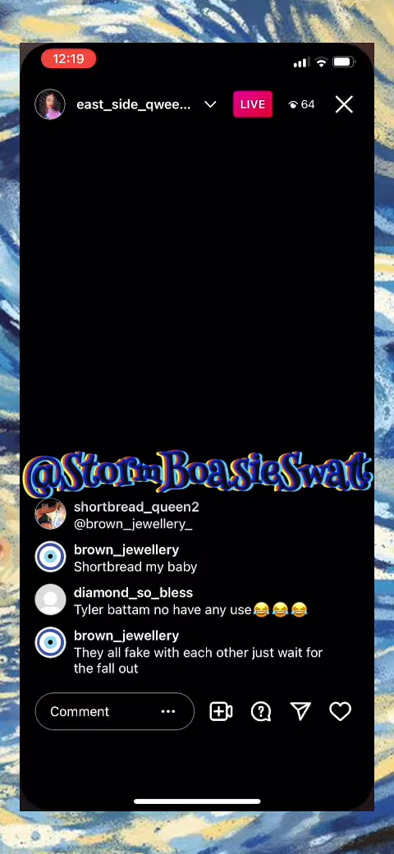 12:19
east_side_qwee...
LIVE
64
@StormBoasieSwat
shortbread_queen2
@brown_jewellery_
brown_jewellery
Shortbread my baby
diamond_so_bless
Tyler battam no have any use😂😂😂
brown_jewellery
They all fake with each other just wait for
the fall out
Comment